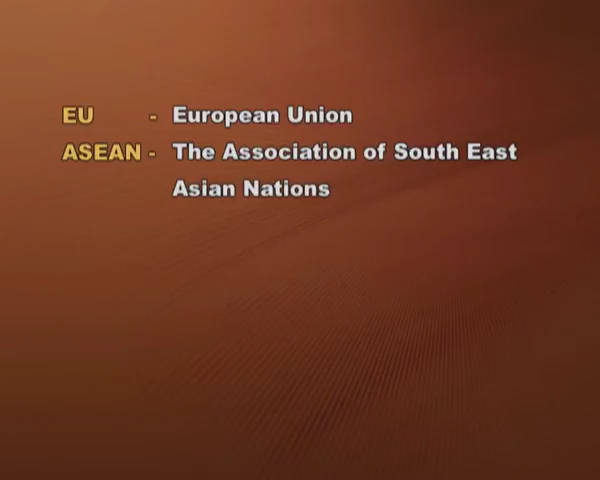 EU - European Union
ASEAN - The Association of South East
Asian Nations